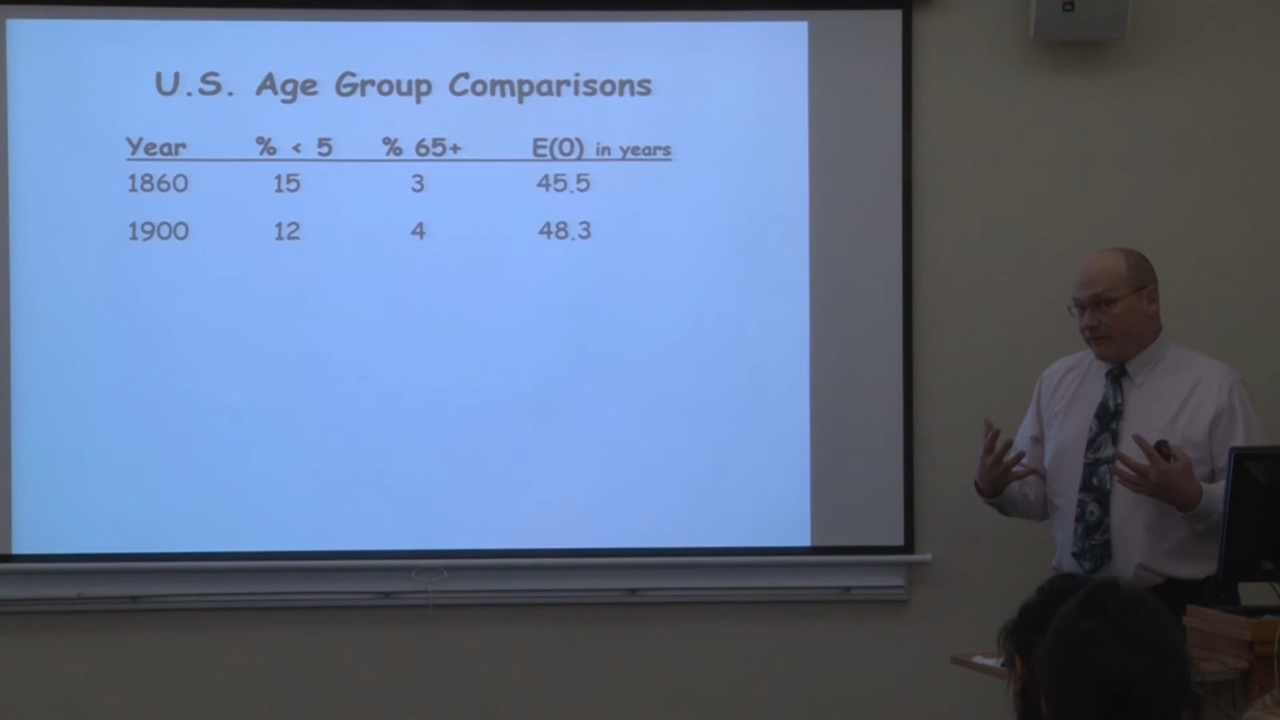 U.S. Age Group Comparisons
Year % < 5 % 65+ E(0) in years
1860 15 3 45.5
1900 12 4 48.3